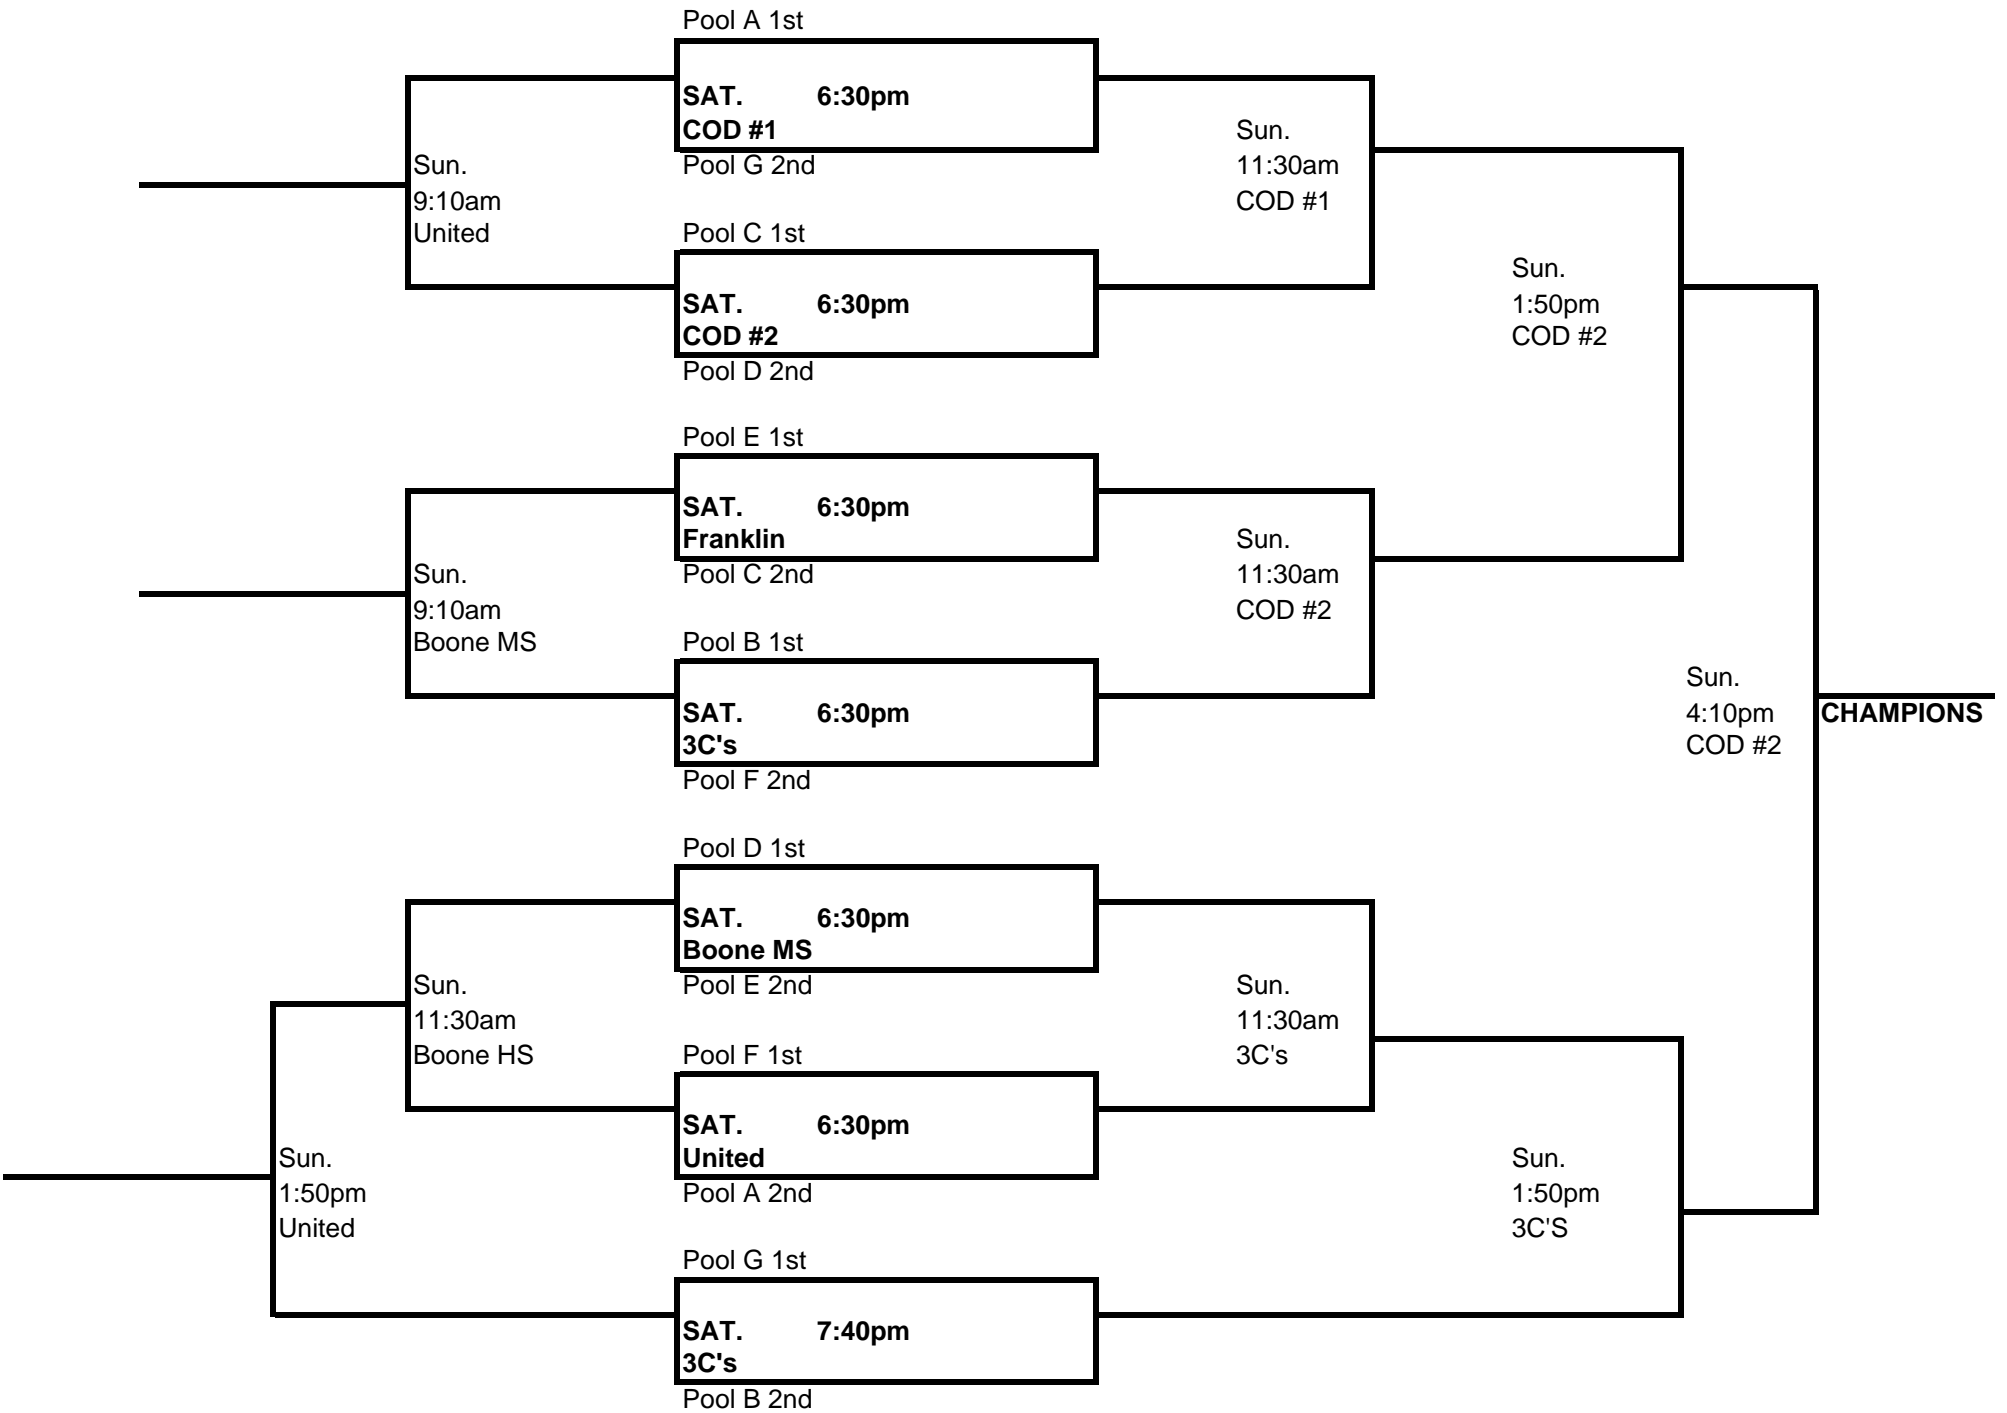 Pool A 1st
SAT. 6:30pm
COD #1
Pool G 2nd
Sun.
9:10am
United
Sun.
11:30am
COD #1
Pool C 1st
SAT. 6:30pm
COD #2
Pool D 2nd
Sun.
1:50pm
COD #2
Pool E 1st
SAT. 6:30pm
Franklin
Pool C 2nd
Sun.
9:10am
Boone MS
Sun.
11:30am
COD #2
Pool B 1st
SAT. 6:30pm
3C's
Pool F 2nd
Sun.
4:10pm
COD #2
CHAMPIONS
Pool D 1st
SAT. 6:30pm
Boone MS
Pool E 2nd
Sun.
11:30am
Boone HS
Sun.
11:30am
3C's
Pool F 1st
SAT. 6:30pm
United
Pool A 2nd
Sun.
1:50pm
United
Sun.
1:50pm
3C'S
Pool G 1st
SAT. 7:40pm
3C's
Pool B 2nd